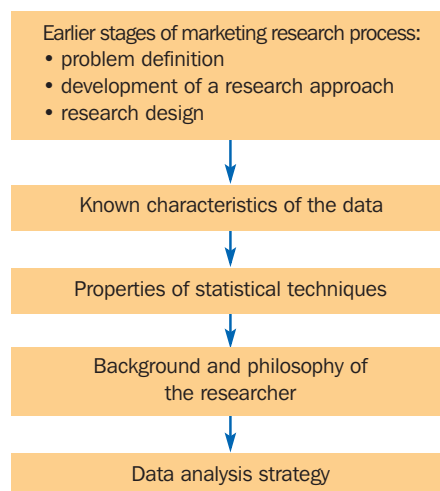 Earlier stages of marketing research process:
• problem definition
• development of a research approach
• research design
Known characteristics of the data
Properties of statistical techniques
Background and philosophy of
the researcher
Data analysis strategy